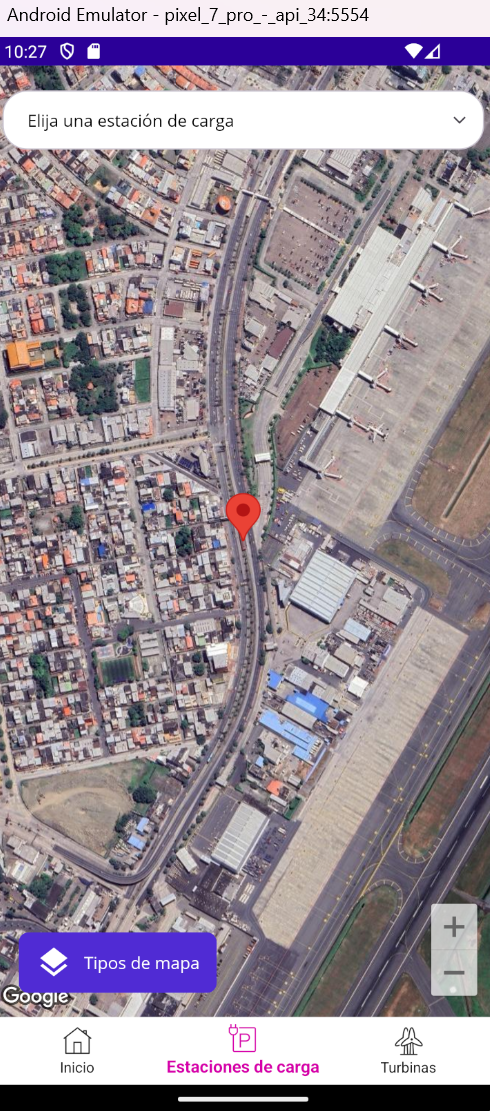 Android Emulator - pixel_7_pro_-_api_34:5554
10:27
Elija una estación de carga
Tipos de mapa
Google
P
Inicio
Estaciones de carga
Turbinas